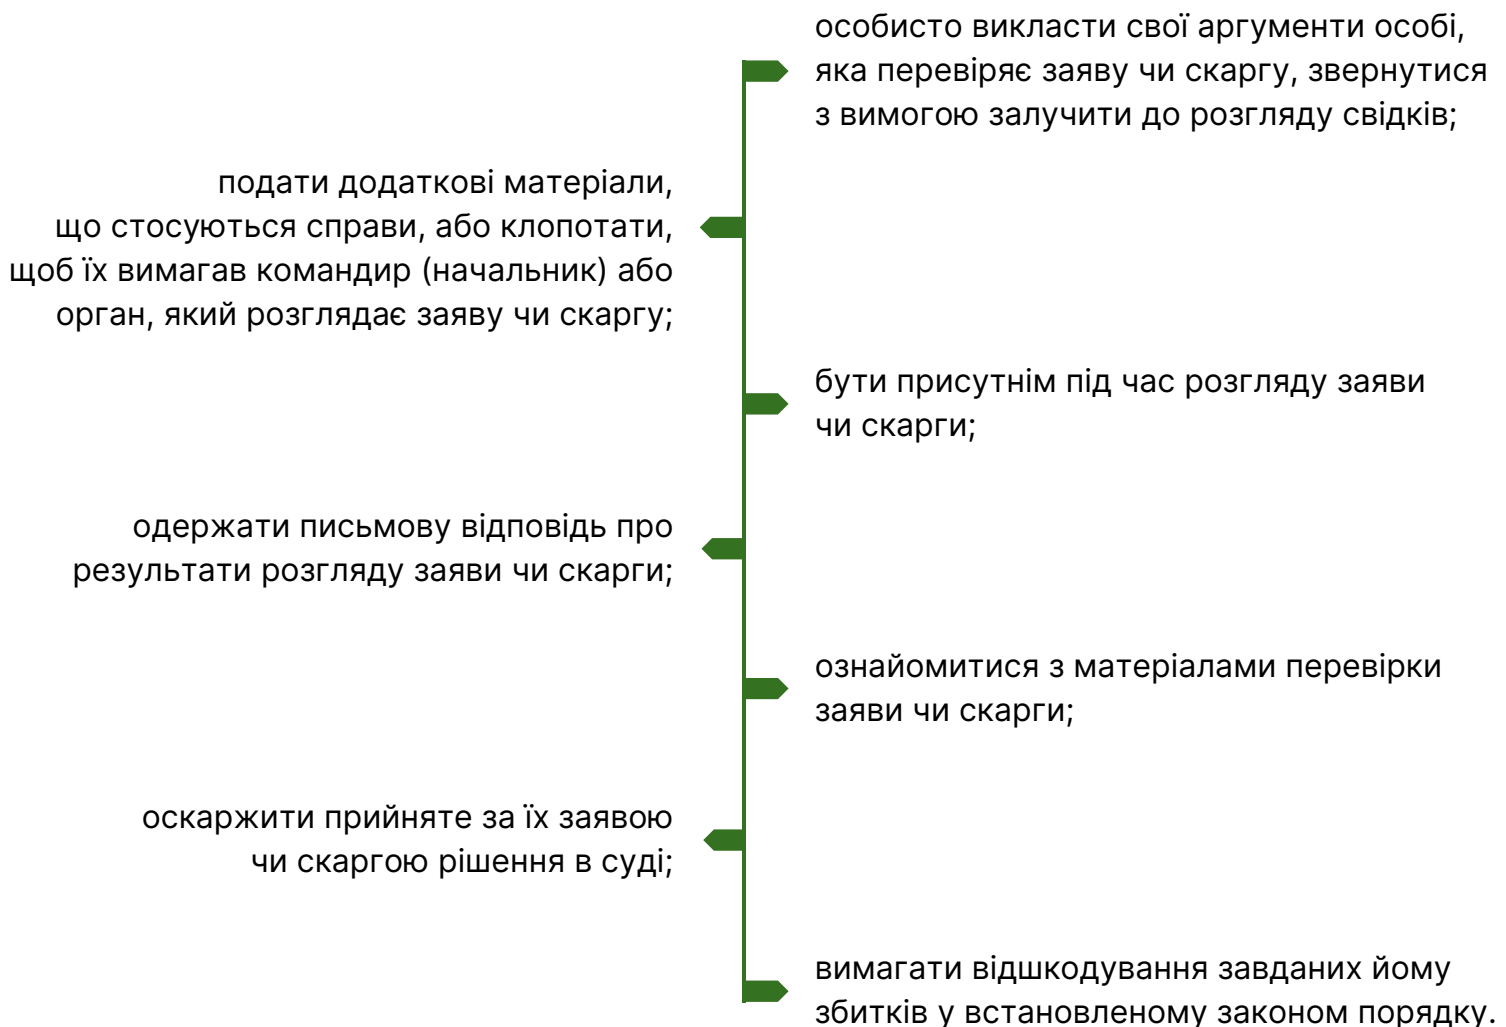 особисто викласти свої аргументи особі,
яка перевіряє заяву чи скаргу, звернутися
з вимогою залучити до розгляду свідків;
подати додаткові матеріали,
що стосуються справи, або клопотати,
щоб їх вимагав командир (начальник) або
орган, який розглядає заяву чи скаргу;
бути присутнім під час розгляду заяви
чи скарги;
одержати письмову відповідь про
результати розгляду заяви чи скарги;
ознайомитися з матеріалами перевірки
заяви чи скарги;
оскаржити прийняте за їх заявою
чи скаргою рішення в суді;
вимагати відшкодування завданих йому
збитків у встановленому законом порядку.